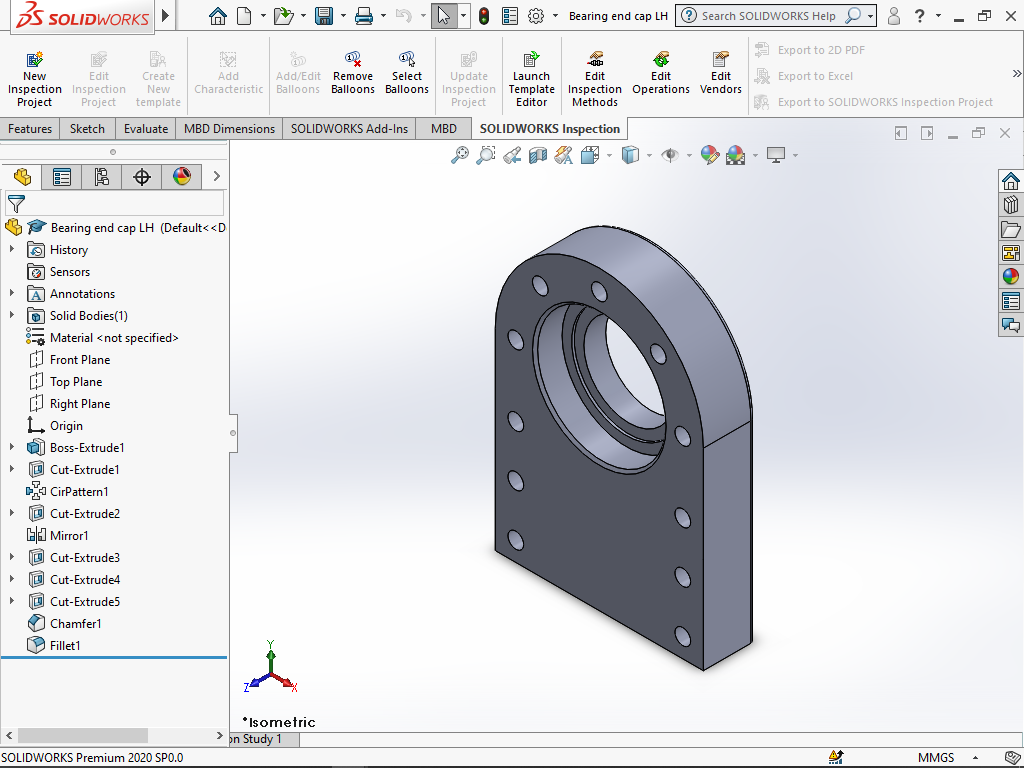 SOLIDWORKS
Bearing end cap LH
Search SOLIDWORKS Help
New Inspection Project
Edit Inspection Project
Create New template
Add Characteristic
Add/Edit Balloons
Remove Balloons
Select Balloons
Update Inspection Project
Launch Template Editor
Edit Inspection Methods
Edit Operations
Edit Vendors
Export to 2D PDF
Export to Excel
Export to SOLIDWORKS Inspection Project
Features
Sketch
Evaluate
MBD Dimensions
SOLIDWORKS Add-Ins
MBD
SOLIDWORKS Inspection
Bearing end cap LH (Default<<D
History
Sensors
Annotations
Solid Bodies(1)
Material <not specified>
Front Plane
Top Plane
Right Plane
Origin
Boss-Extrude1
Cut-Extrude1
CirPattern1
Cut-Extrude2
Mirror1
Cut-Extrude3
Cut-Extrude4
Cut-Extrude5
Chamfer1
Fillet1
Y
Z
X
*Isometric
on Study 1
SOLIDWORKS Premium 2020 SP0.0
MMGS